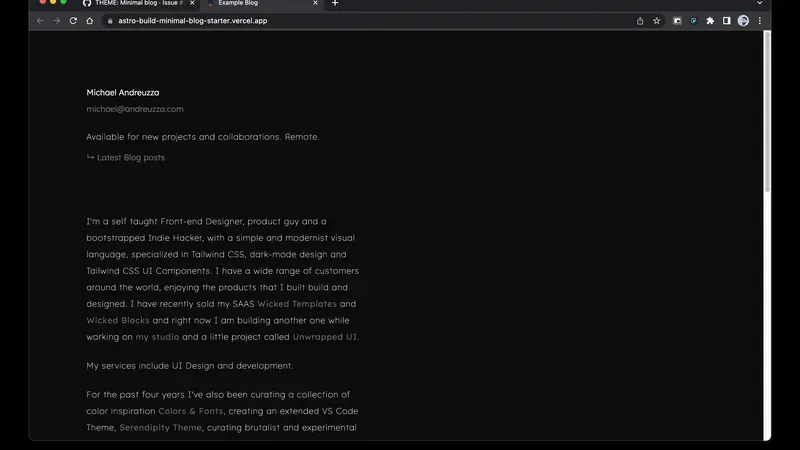 THEME: Minimal blog · Issue #
Example Blog
astro-build-minimal-blog-starter.vercel.app
Michael Andreuzza
michael@andreuzza.com
Available for new projects and collaborations. Remote.
↳ Latest Blog posts
I'm a self taught Front-end Designer, product guy and a
bootstrapped Indie Hacker, with a simple and modernist visual
language, specialized in Tailwind CSS, dark-mode design and
Tailwind CSS UI Components. I have a wide range of customers
around the world, enjoying the products that I built build and
designed. I have recently sold my SAAS Wicked Templates and
Wicked Blocks and right now I am building another one while
working on my studio and a little project called Unwrapped UI.
My services include UI Design and development.
For the past four years I've also been curating a collection of
color inspiration Colors & Fonts, creating an extended VS Code
Theme, Serendipity Theme, curating brutalist and experimental